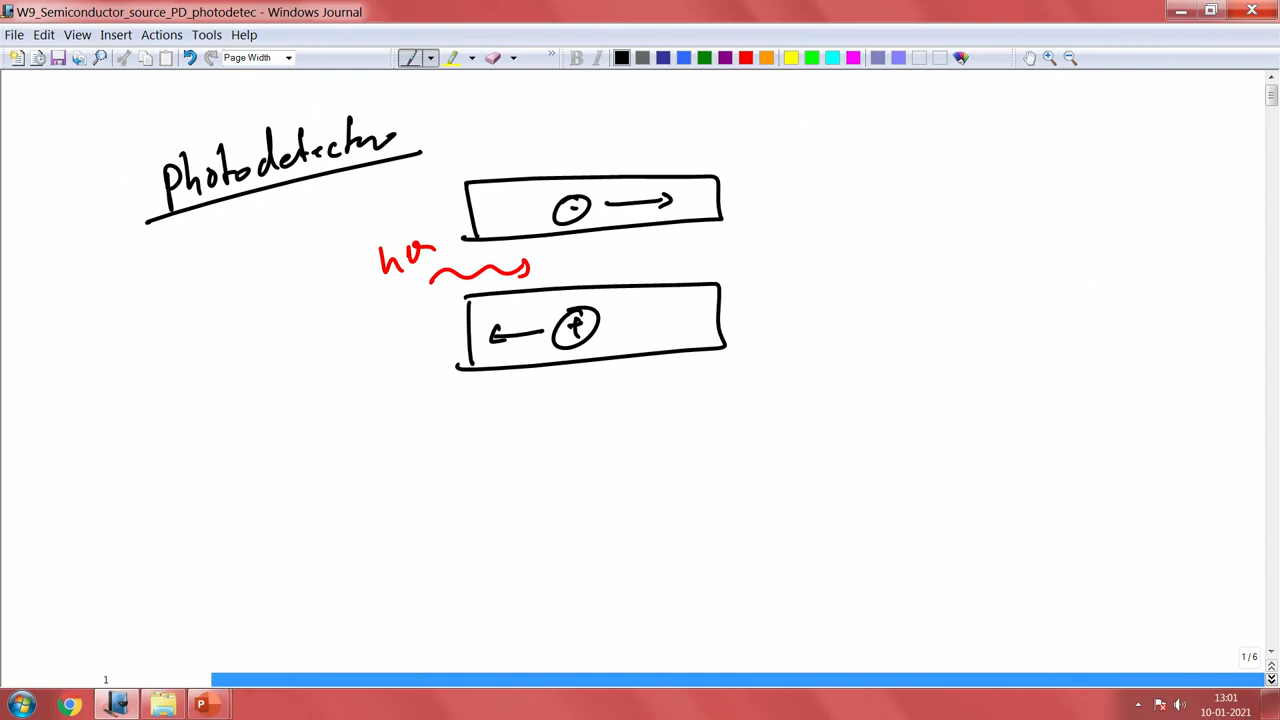 W9_Semiconductor_source_PD_photodetec - Windows Journal
File Edit View Insert Actions Tools Help
Page Width
B I
Photodetector
-
hν
+
1/6
1
13:01
10-01-2021